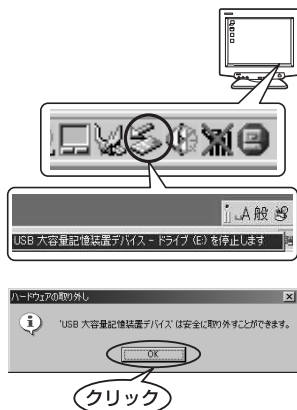 A般
USB 大容量記憶装置デバイス - ドライブ (E:) を停止します
ハードウェアの取り外し
'USB 大容量記憶装置デバイス' は安全に取り外すことができます。
OK
クリック